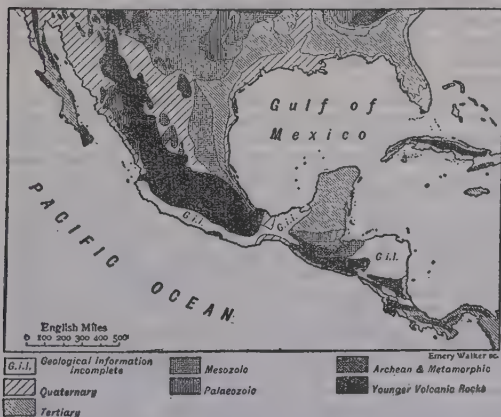 Gulf of
Mexico
G.i.l.
G.i.l.
G.i.l.
PACIFIC OCEAN
English Miles
0 100 200 300 400 500
Emery Walker sc.
G.i.l. Geological Information
Incomplete
Quaternary
Tertiary
Mesozoic
Palaeozoic
Archean & Metamorphic
Younger Volcanic Rocks